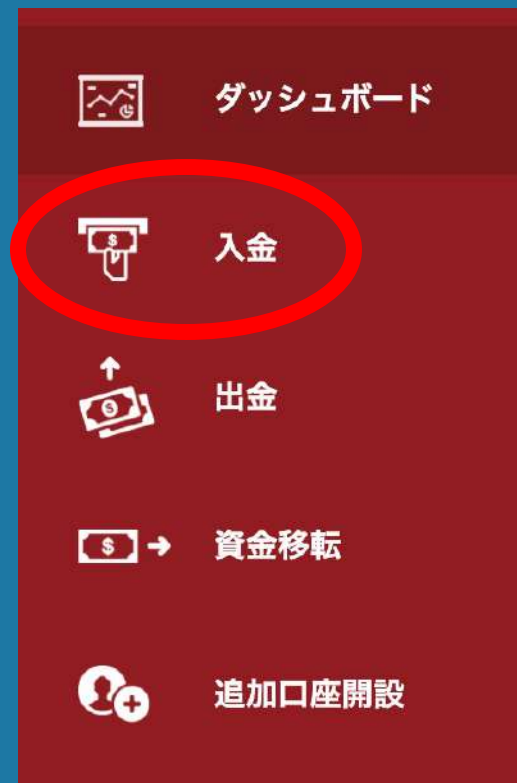 ダッシュボード
入金
出金
資金移転
追加口座開設